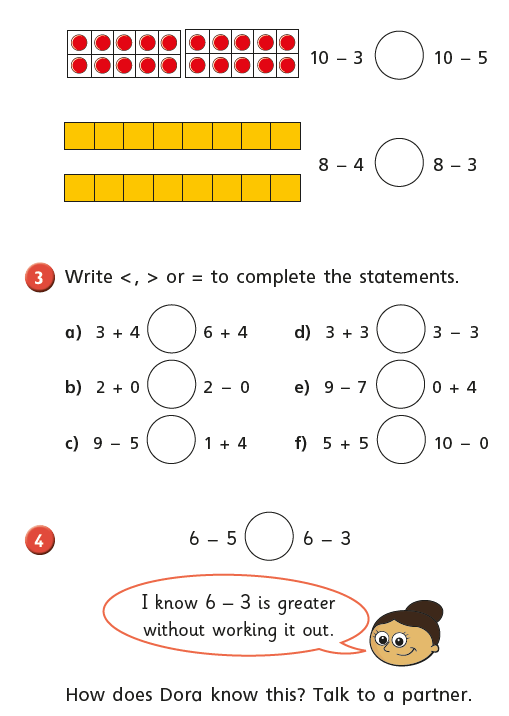 10 – 3 10 – 5
8 – 4 8 – 3
3 Write <, > or = to complete the statements.
a) 3 + 4 6 + 4 d) 3 + 3 3 – 3
b) 2 + 0 2 – 0 e) 9 – 7 0 + 4
c) 9 – 5 1 + 4 f) 5 + 5 10 – 0
4 6 – 5 6 – 3
I know 6 – 3 is greater
without working it out.
How does Dora know this? Talk to a partner.